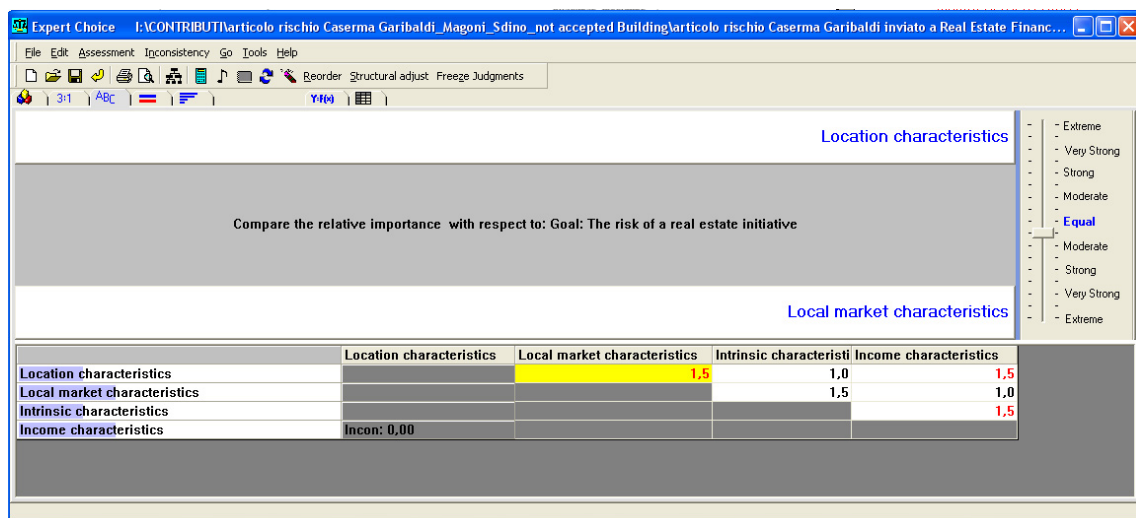 Expert Choice I:\CONTRIBUTI\articolo rischio Caserma Garibaldi_Magoni_Sdino_not accepted Building\articolo rischio Caserma Garibaldi inviato a Real Estate Financ...
File Edit Assessment Inconsistency Go Tools Help
Reorder Structural adjust Freeze Judgments
3:1 ABC Y:F(x)
Location characteristics
Compare the relative importance with respect to: Goal: The risk of a real estate initiative
Local market characteristics
Extreme
Very Strong
Strong
Moderate
Equal
Moderate
Strong
Very Strong
Extreme
Location characteristics Local market characteristics Intrinsic characteristi Income characteristics
Location characteristics 1,5 1,0 1,5
Local market characteristics 1,5 1,0
Intrinsic characteristics 1,5
Income characteristics Incon: 0,00